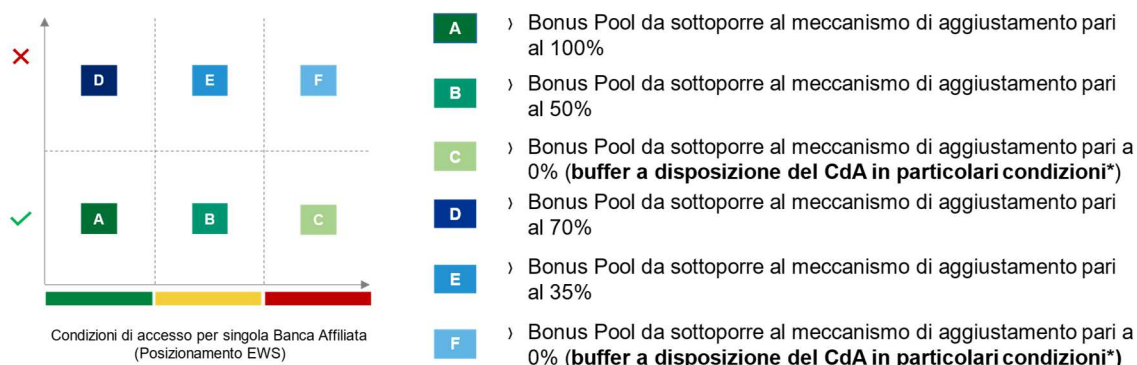 D
E
F
A
B
C
Condizioni di accesso per singola Banca Affiliata
(Posizionamento EWS)
A
› Bonus Pool da sottoporre al meccanismo di aggiustamento pari
al 100%
B
› Bonus Pool da sottoporre al meccanismo di aggiustamento pari
al 50%
C
› Bonus Pool da sottoporre al meccanismo di aggiustamento pari a
0% (buffer a disposizione del CdA in particolari condizioni*)
D
› Bonus Pool da sottoporre al meccanismo di aggiustamento pari
al 70%
E
› Bonus Pool da sottoporre al meccanismo di aggiustamento pari
al 35%
F
› Bonus Pool da sottoporre al meccanismo di aggiustamento pari a
0% (buffer a disposizione del CdA in particolari condizioni*)